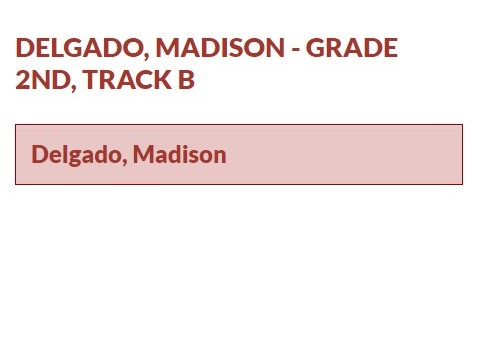 DELGADO, MADISON - GRADE
2ND, TRACK B
Delgado, Madison